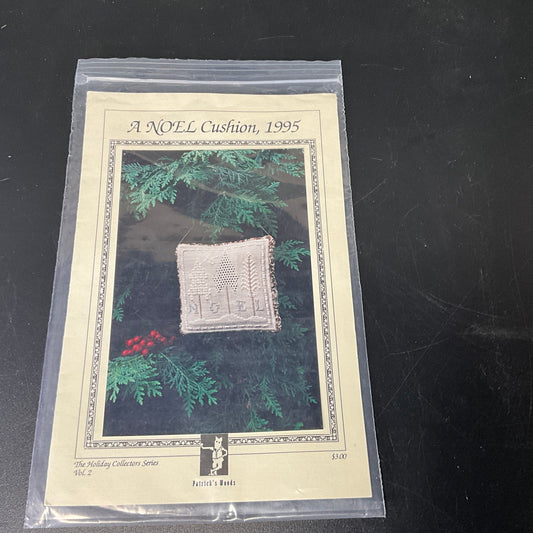 A NOEL Cushion, 1995
NOEL
The Holiday Collectors Series
Vol. 2
$3.00
Patrick's Woods